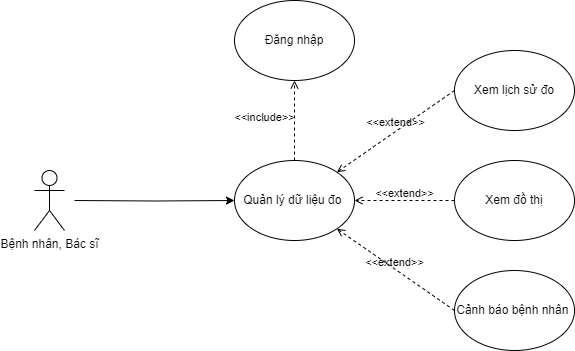 Đăng nhập
Xem lịch sử đo
<<include>>
<<extend>>
Quản lý dữ liệu đo
<<extend>>
Xem đồ thị
Bệnh nhân, Bác sĩ
<<extend>>
Cảnh báo bệnh nhân